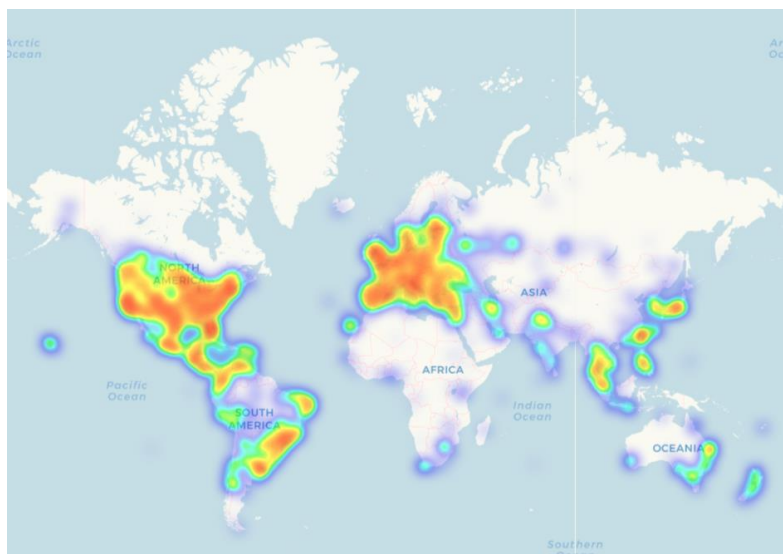 Arctic
Ocean
NORTH
AMERICA
ASIA
Pacific
Ocean
AFRICA
SOUTH
AMERICA
Indian
Ocean
OCEANIA
Southern